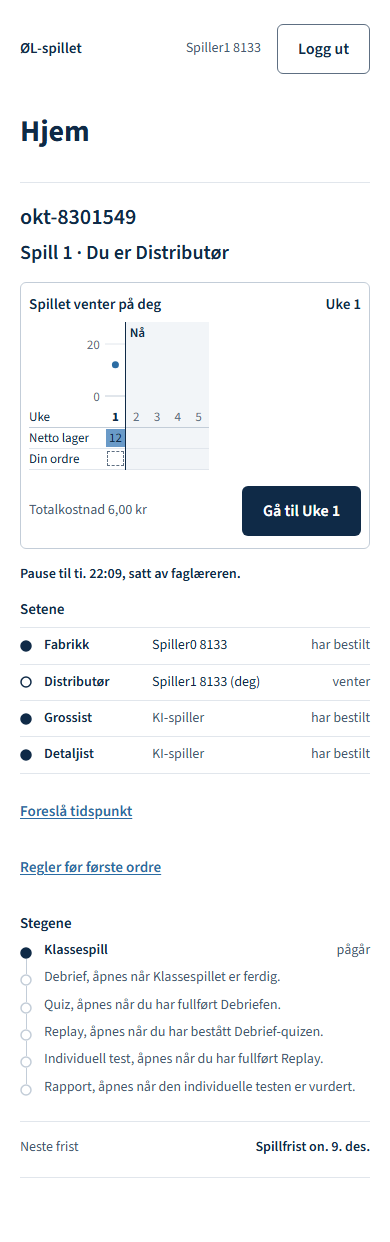 ØL-spillet
Spiller1 8133
Logg ut
Hjem
okt-8301549
Spill 1 · Du er Distributør
Spillet venter på deg
Uke 1
Nå
20
0
Uke 1 2 3 4 5
Netto lager 12
Din ordre
Totalkostnad 6,00 kr
Gå til Uke 1
Pause til ti. 22:09, satt av faglæreren.
Setene
Fabrikk Spiller0 8133 har bestilt
Distributør Spiller1 8133 (deg) venter
Grossist KI-spiller har bestilt
Detaljist KI-spiller har bestilt
Foreslå tidspunkt
Regler før første ordre
Stegene
Klassespill pågår
Debrief, åpnes når Klassespillet er ferdig.
Quiz, åpnes når du har fullført Debriefen.
Replay, åpnes når du har bestått Debrief-quizen.
Individuell test, åpnes når du har fullført Replay.
Rapport, åpnes når den individuelle testen er vurdert.
Neste frist Spillfrist on. 9. des.